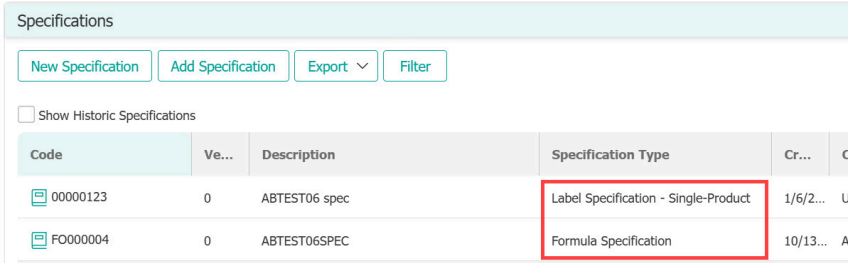 Specifications
New Specification Add Specification Export Filter
Show Historic Specifications
Code Ve... Description Specification Type Cr...
00000123 0 ABTEST06 spec Label Specification - Single-Product 1/6/2...
FO000004 0 ABTEST06SPEC Formula Specification 10/13...